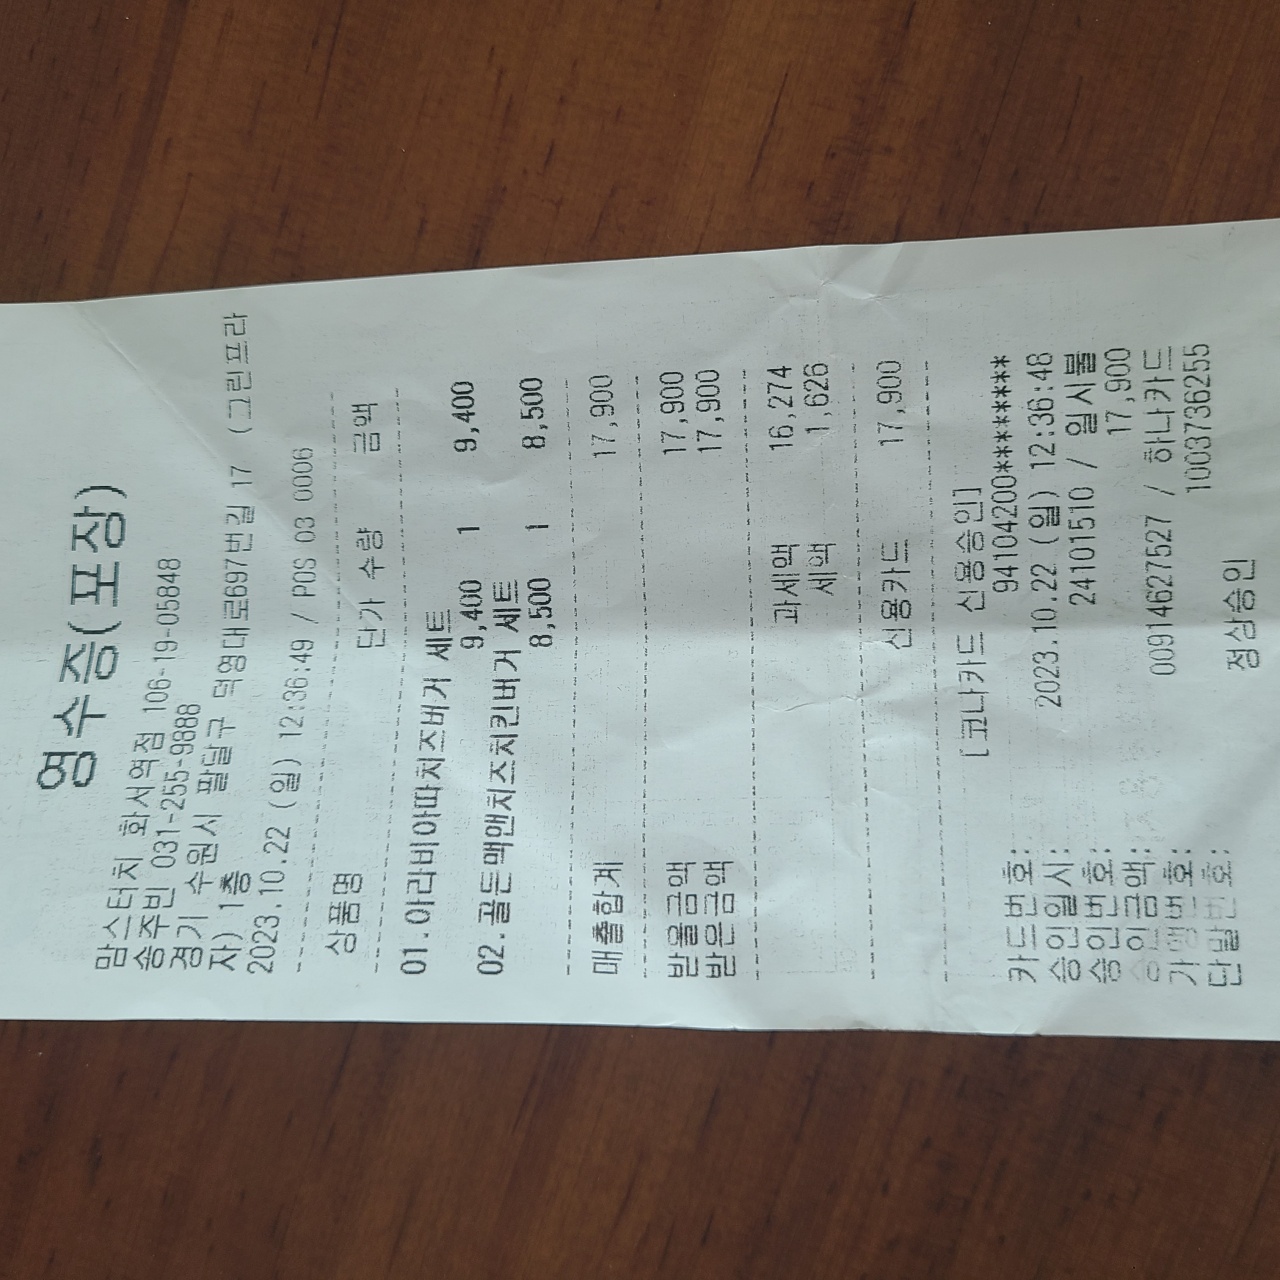 영수증(포장)
맘스터치 화서역점 106-19-05848
송주빈 031-255-9888
경기 수원시 팔달구 덕영대로697번길 17 (그린프라
자) 1층
2023.10.22 (일) 12:36:49 / POS 03 0006
상품명 단가 수량 금액
01.아라비아따치즈버거 세트
9,400 1 9,400
02.골든맥앤치즈치킨버거 세트
8,500 1 8,500
매출합계 17,900
받을금액 17,900
받은금액 17,900
과세액 16,274
세액 1,626
신용카드 17,900
[코나카드 신용승인]
카드번호: 94104200********
승인일시: 2023.10.22 (일) 12:36:48
승인번호: 24101510 / 일시불
승인금액: 17,900
가맹번호: 00914627527 / 하나카드
단말번호: 1003736255
정상승인